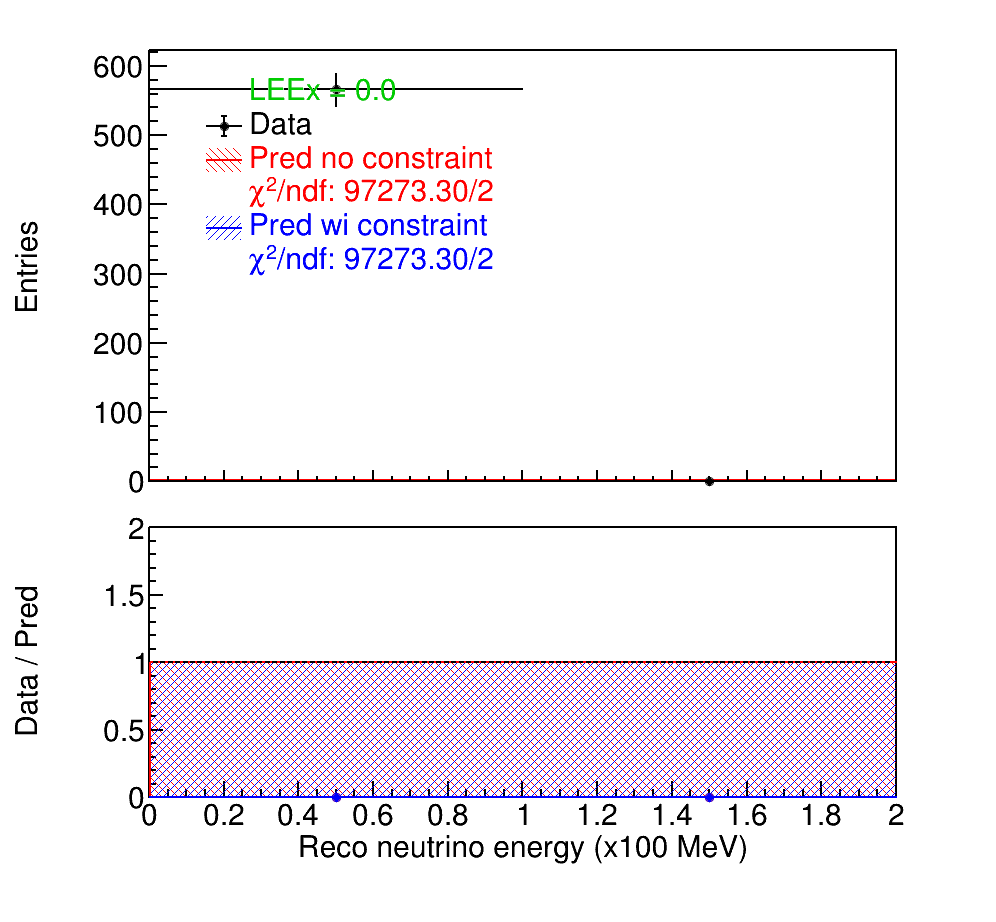 600
500
400
300
200
100
0
Entries
LEEx = 0.0
Data
Pred no constraint
χ²/ndf: 97273.30/2
Pred wi constraint
χ²/ndf: 97273.30/2
2
1.5
1
0.5
0
Data / Pred
0 0.2 0.4 0.6 0.8 1 1.2 1.4 1.6 1.8 2
Reco neutrino energy (x100 MeV)